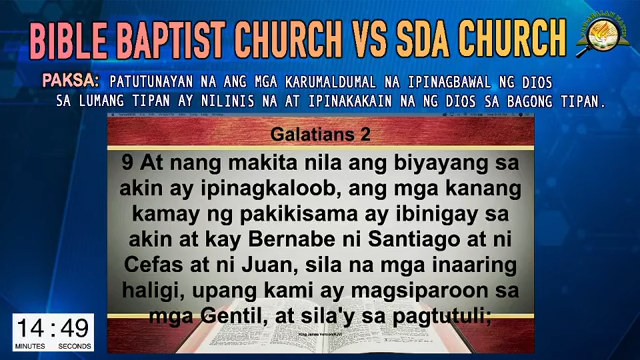 BIBLE BAPTIST CHURCH VS SDA CHURCH
PAKSA: PATUTUNAYAN NA ANG MGA KARUMALDUMAL NA IPINAGBAWAL NG DIOS
SA LUMANG TIPAN AY NILINIS NA AT IPINAKAKAIN NA NG DIOS SA BAGONG TIPAN.
Galatians 2
9 At nang makita nila ang biyayang sa
akin ay ipinagkaloob, ang mga kanang
kamay ng pakikisama ay ibinigay sa
akin at kay Bernabe ni Santiago at ni
Cefas at ni Juan, sila na mga inaaring
haligi, upang kami ay magsiparoon sa
mga Gentil, at sila'y sa pagtutuli;
14 : 49
MINUTES SECONDS